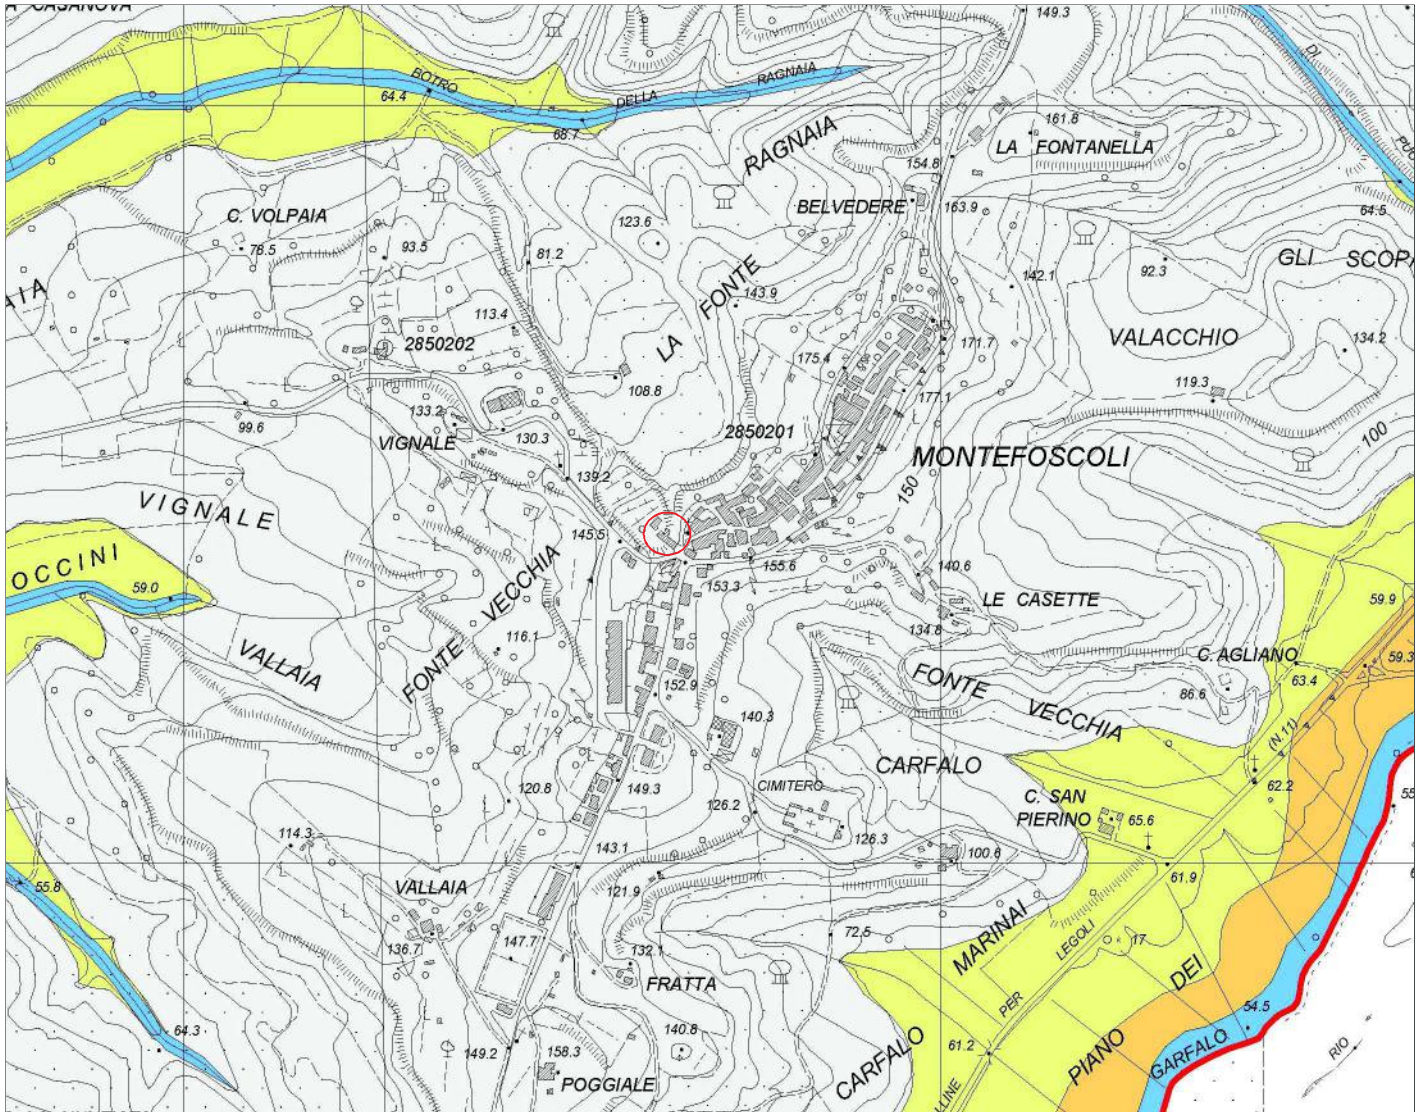 A CASANOVA
149.3
DI
BOTRO
64.4
DELLA
RAGNAIA
68.7
161.8
RAGNAIA
154.8
LA FONTANELLA
BELVEDERE
163.9
64.5
C. VOLPAIA
78.5
93.5
123.6
81.2
FONTE
143.9
142.1
92.3
GLI SCOPA
AIA
113.4
2850202
LA
175.4
171.7
VALACCHIO
134.2
108.8
177.1
119.3
99.6
133.2
VIGNALE
130.3
2850201
MONTEFOSCOLI
100
139.2
150
VIGNALE
145.5
OCCINI
59.0
VECCHIA
153.3
155.6
140.6
LE CASETTE
134.8
59.9
116.1
VALLAIA
FONTE
C. AGLIANO
59.3
63.4
152.9
FONTE
86.6
VECCHIA
140.3
(N.11)
CARFALO
120.8
149.3
126.2
CIMITERO
C. SAN
PIERINO
62.2
65.6
55
114.3
126.3
143.1
100.6
61.9
55.8
VALLAIA
121.9
136.7
147.7
132.1
72.5
MARINAI
LEGOLI
17
FRATTA
DEI
PER
64.3
140.8
54.5
149.2
158.3
61.2
PIANO
GARFALO
RIO
POGGIALE
CARFALO
LLINE